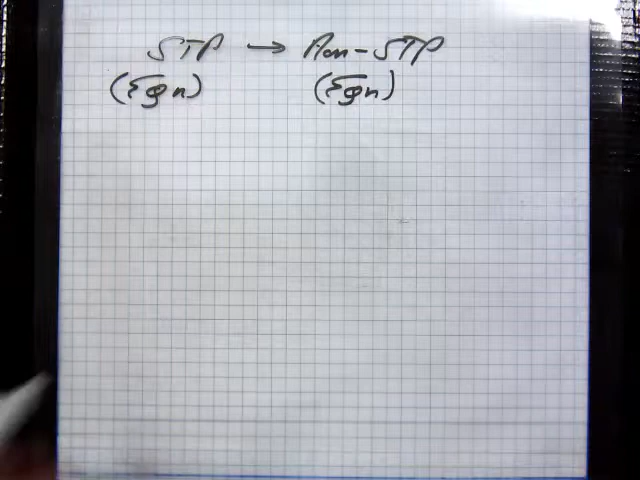 STP → Non-STP
(Eqn) (Eqn)